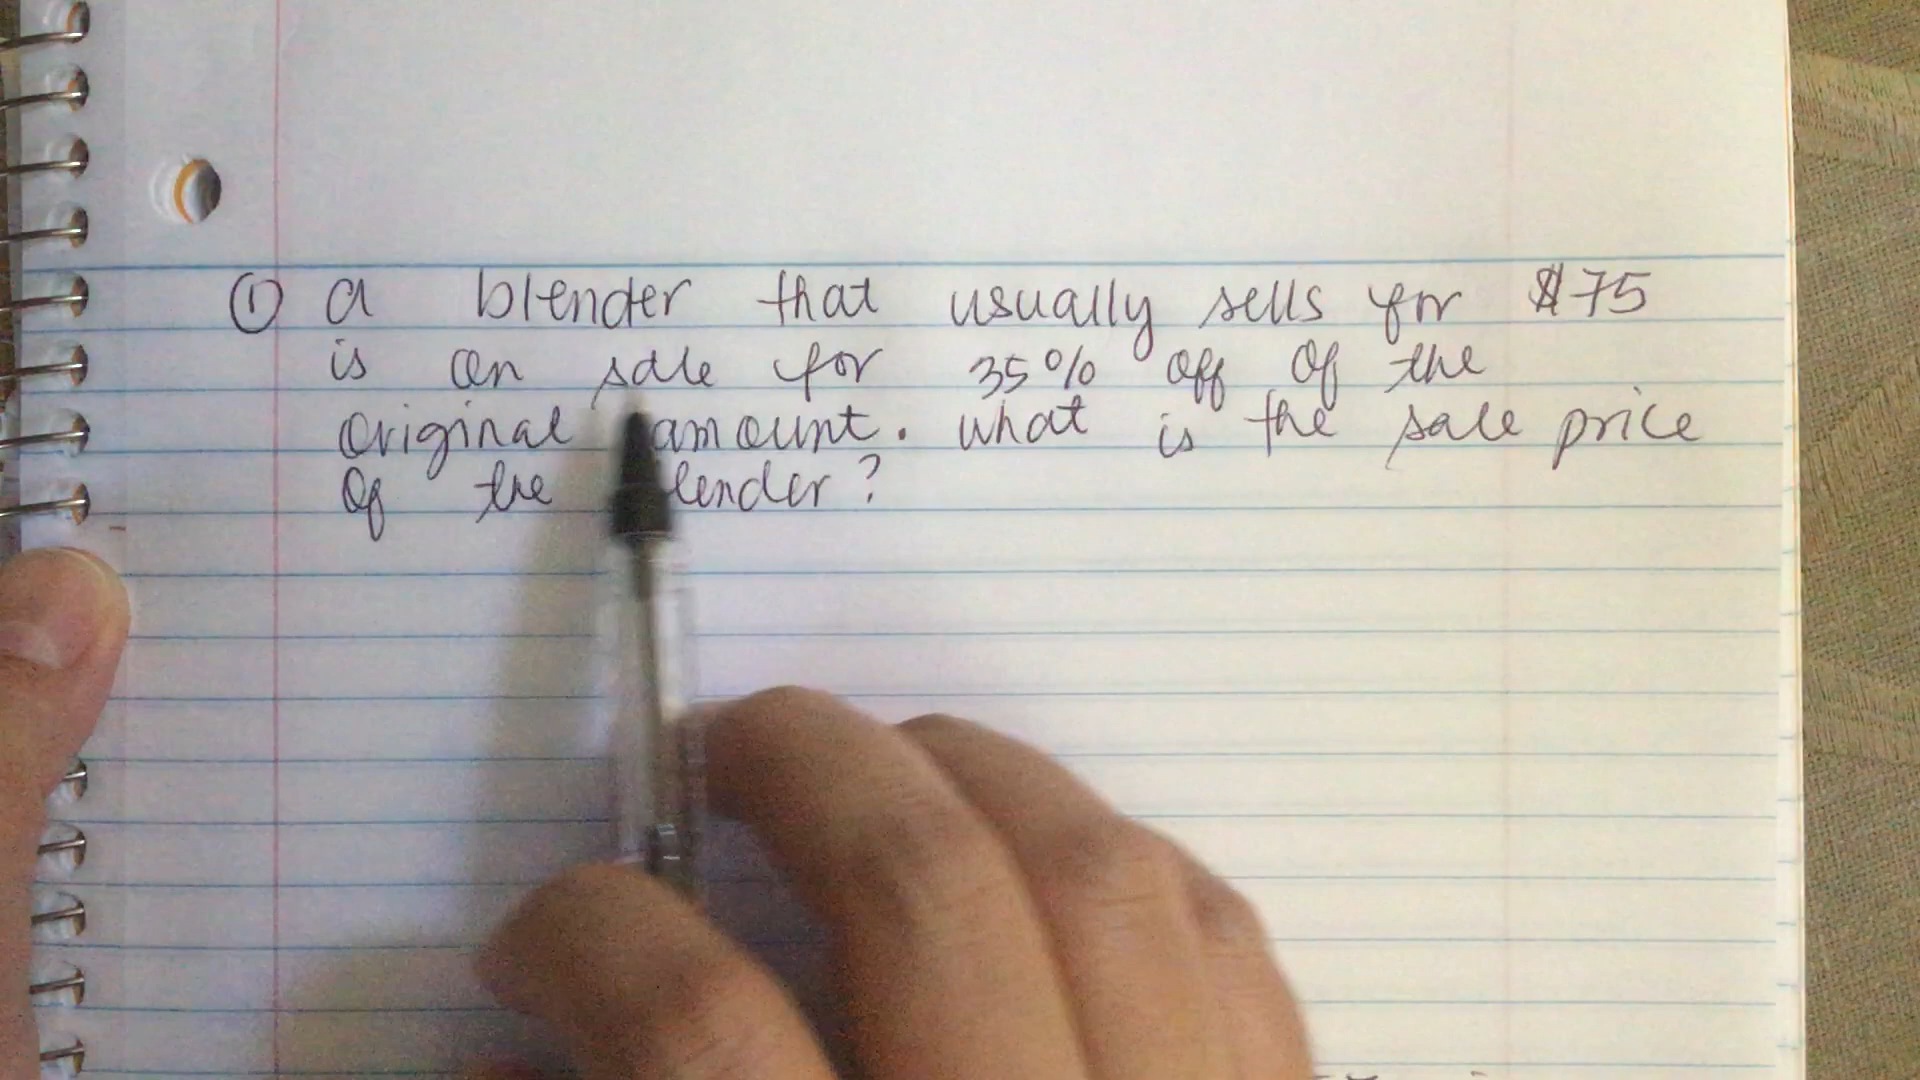 ① a blender that usually sells for $75
is on sale for 35% off of the
original amount. what is the sale price
of the lender?